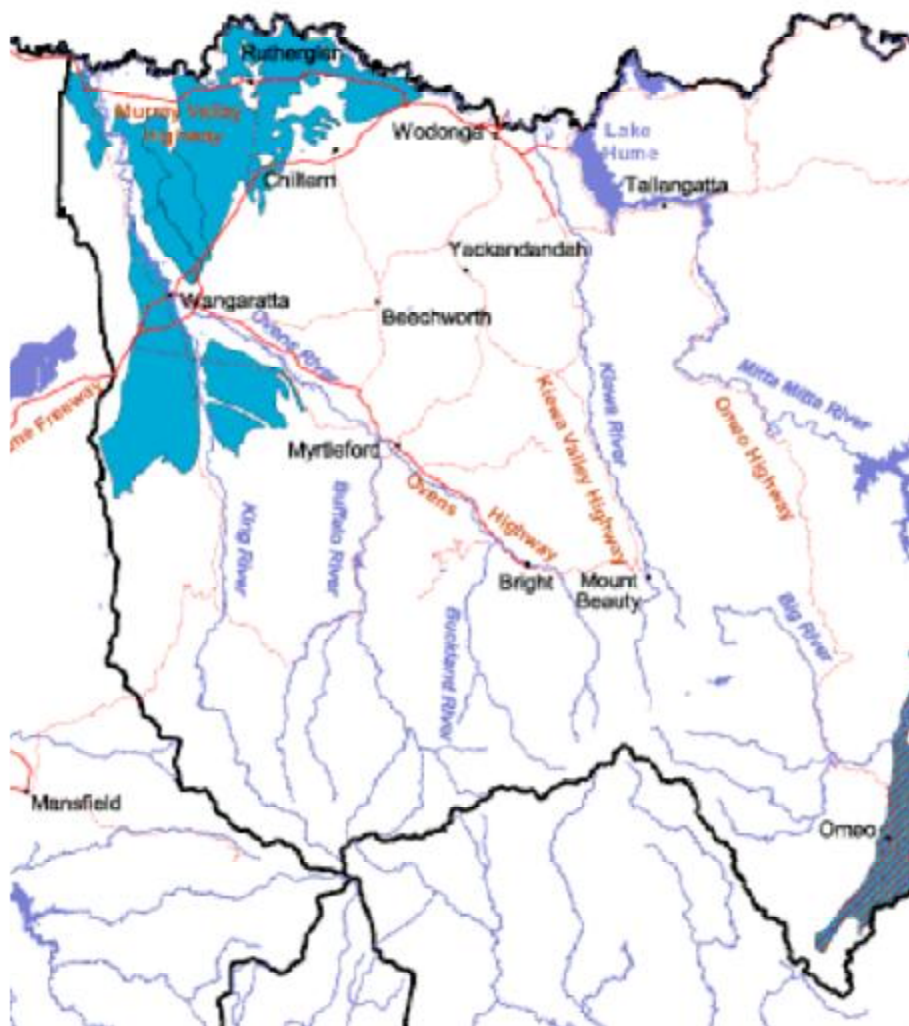 Rutherglen
Murray Valley
Highway
Wodonga
Lake
Hume
Chiltern
Tallangatta
Yackandandah
Wangaratta
Beechworth
Ovens River
Mitta Mitta River
me Freeway
Kiewa River
Kiewa Valley Highway
Omeo Highway
Myrtleford
Ovens
Highway
King River
Buffalo River
Bright
Mount
Beauty
Big River
Buckland River
Mansfield
Omeo